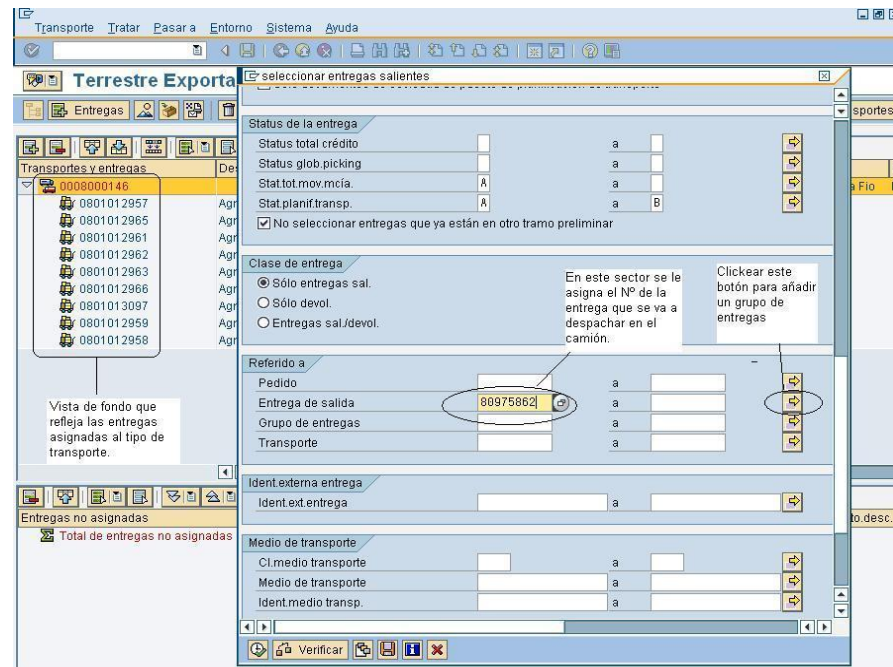 Transporte Tratar Pasar a Entorno Sistema Ayuda
Terrestre Exporta
Entregas
sportes
Transportes y entregas
Des
0008000146
a Fio
0801012957 Agr
0801012965 Agr
0801012961 Agr
0801012962 Agr
0801012963 Agr
0801012966 Agr
0801013097 Agr
0801012959 Agr
0801012958 Agr
Vista de fondo que
refleja las entregas
asignadas al tipo de
transporte.
Entregas no asignadas
to.desc.
Total de entregas no asignadas
seleccionar entregas salientes
Status de la entrega
Status total crédito a
Status glob.picking a
Stat.tot.mov.mcía. A a
Stat.planif.transp. A a B
No seleccionar entregas que ya están en otro tramo preliminar
Clase de entrega
Sólo entregas sal.
Sólo devol.
Entregas sal./devol.
En este sector se le
asigna el Nº de la
entrega que se va a
despachar en el
camión.
Clickear este
botón para añadir
un grupo de
entregas
Referido a
Pedido a
Entrega de salida 80975862 a
Grupo de entregas a
Transporte a
Ident.externa entrega
Ident.ext.entrega a
Medio de transporte
Cl.medio transporte a
Medio de transporte a
Ident.medio transp. a
Verificar